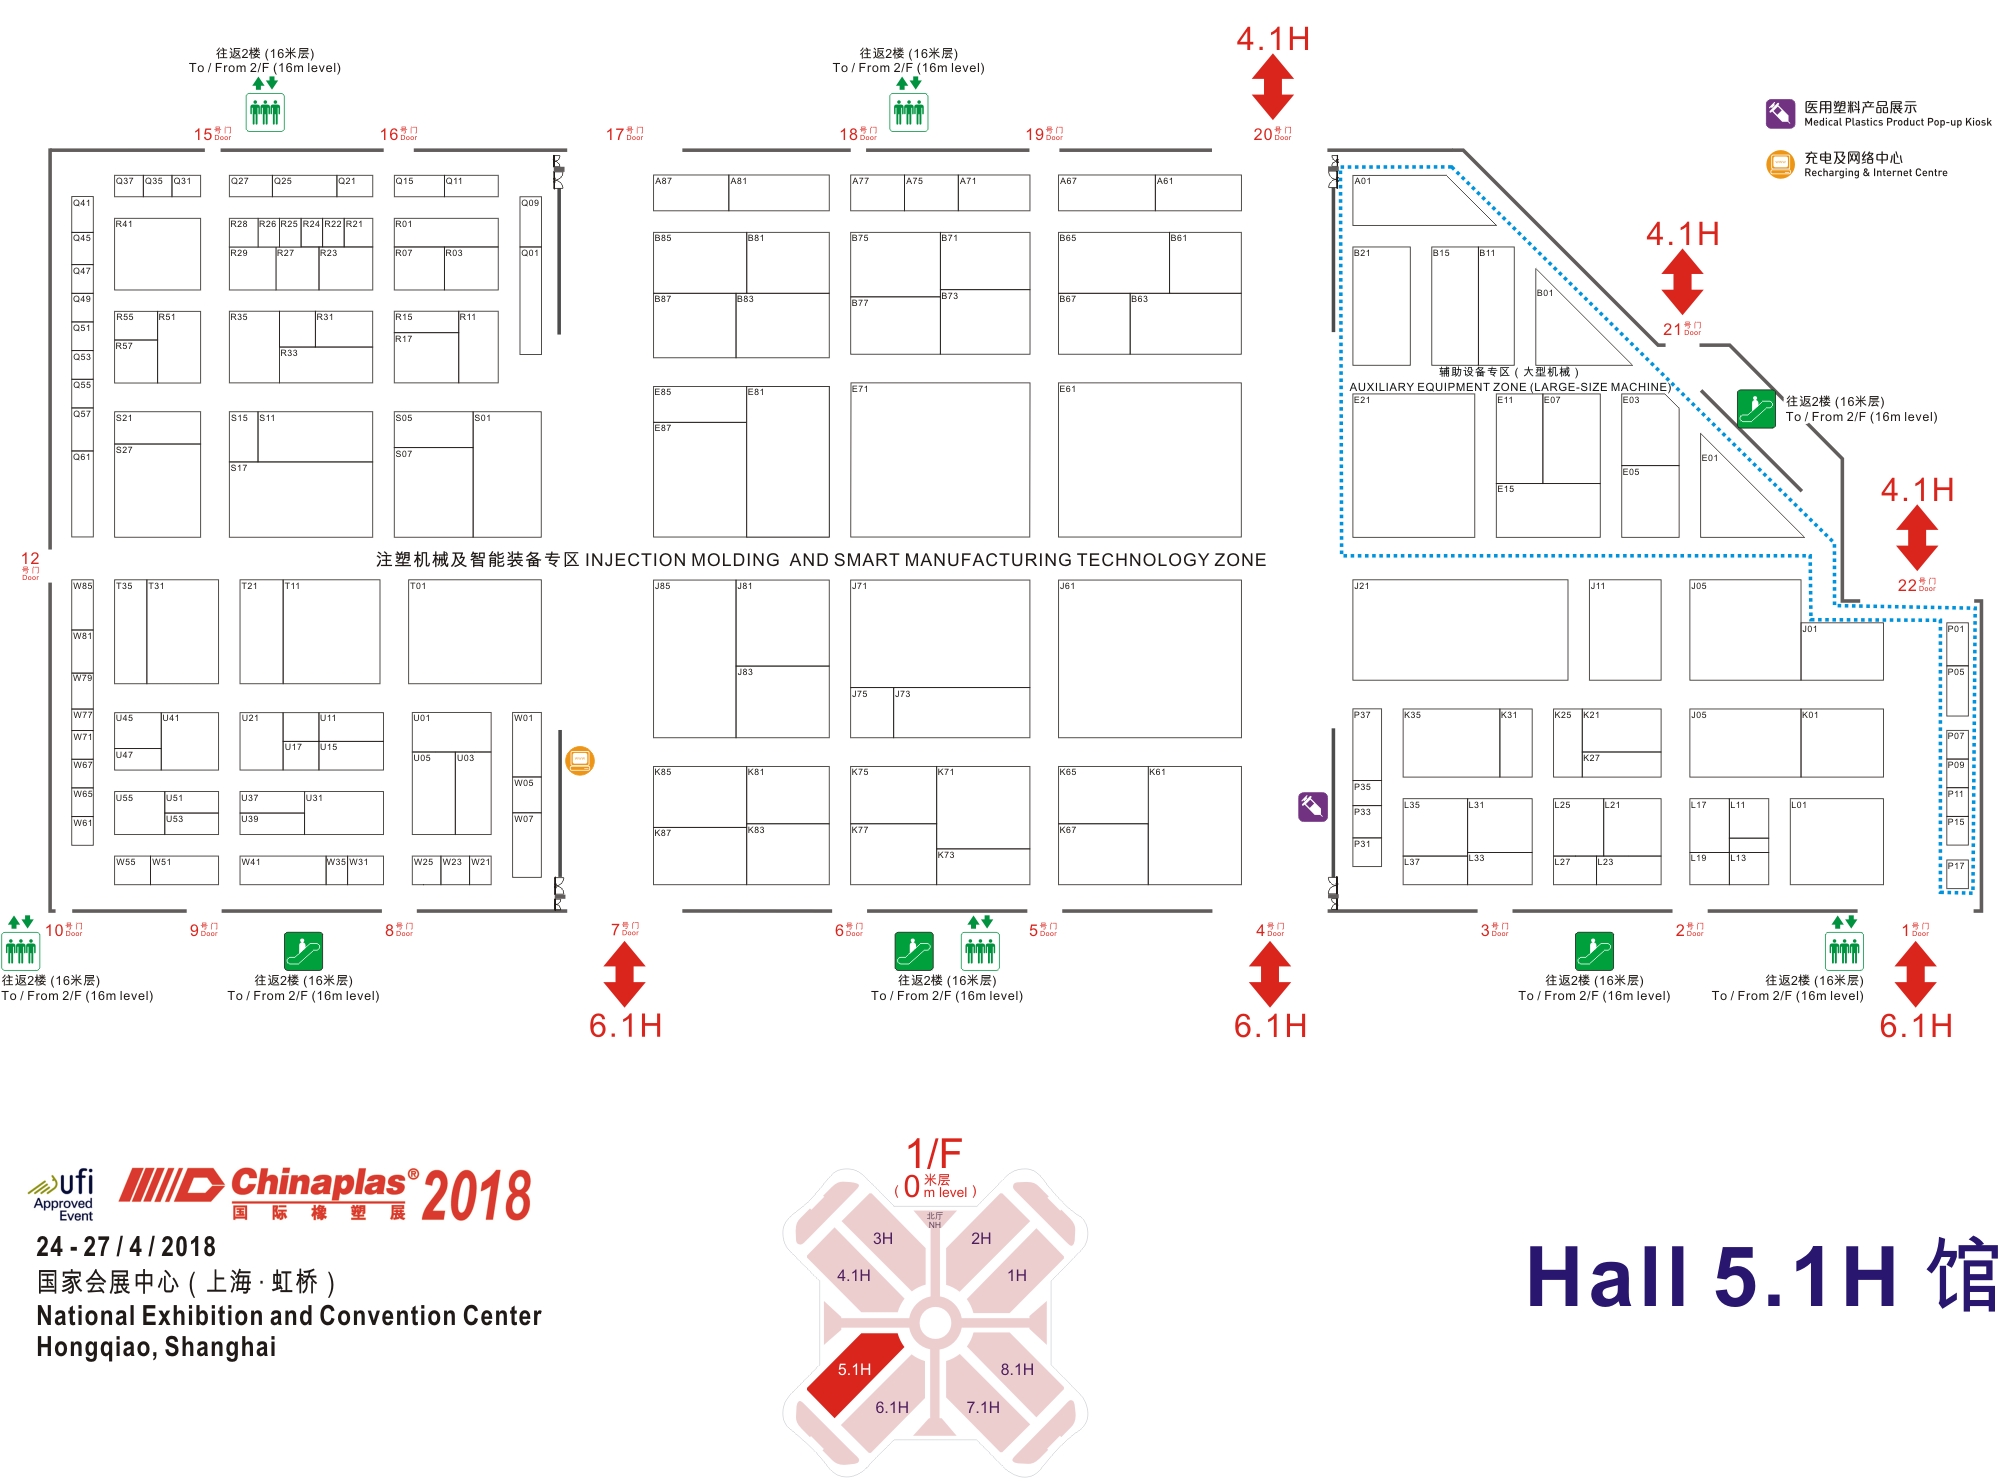 往返2楼 (16米层)
To / From 2/F (16m level)
往返2楼 (16米层)
To / From 2/F (16m level)
4.1H
医用塑料产品展示
Medical Plastics Product Pop-up Kiosk
充电及网络中心
Recharging & Internet Centre
15号门 Door
16号门 Door
17号门 Door
18号门 Door
19号门 Door
20号门 Door
4.1H
21号门 Door
往返2楼 (16米层)
To / From 2/F (16m level)
4.1H
22号门 Door
12号门 Door
Q37 Q35 Q31 Q27 Q25 Q21 Q15 Q11 Q09 Q01
Q41 Q45 Q47 Q49 Q51 Q53 Q55 Q57 Q61
R41 R28 R26 R25 R24 R22 R21 R01
R29 R27 R23 R07 R03
R55 R51 R57 R35 R31 R33 R15 R17 R11
S21 S27 S15 S11 S17 S05 S07 S01
A87 A81 A77 A75 A71 A67 A61
B85 B81 B75 B71 B65 B61
B87 B83 B77 B73 B67 B63
E85 E87 E81 E71 E61
A01
B21 B15 B11 B01
辅助设备专区 ( 大型机械 )
AUXILIARY EQUIPMENT ZONE (LARGE-SIZE MACHINE)
E21 E11 E07 E15 E03 E05 E01
注塑机械及智能装备专区 INJECTION MOLDING AND SMART MANUFACTURING TECHNOLOGY ZONE
W85 W81 W79 W77 W71 W67 W65 W61
T35 T31 T21 T11 T01
U45 U41 U47 U21 U11 U17 U15 U01 U05 U03
W01 W05 W07
U55 U51 U53 U37 U39 U31
W55 W51 W41 W35 W31 W25 W23 W21
J85 J81 J83 J71 J75 J73 J61
K85 K81 K87 K83 K75 K71 K77 K73 K65 K61 K67
J21 J11 J05 J01
P37 P35 P33 P31
K35 K31 K25 K21 K27 J05 K01
L35 L31 L37 L33 L25 L21 L27 L23 L17 L11 L19 L13 L01
P01 P05 P07 P09 P11 P15 P17
10号门 Door
9号门 Door
8号门 Door
7号门 Door
6号门 Door
5号门 Door
4号门 Door
3号门 Door
2号门 Door
1号门 Door
往返2楼 (16米层)
To / From 2/F (16m level)
往返2楼 (16米层)
To / From 2/F (16m level)
往返2楼 (16米层)
To / From 2/F (16m level)
往返2楼 (16米层)
To / From 2/F (16m level)
往返2楼 (16米层)
To / From 2/F (16m level)
6.1H
6.1H
6.1H
ufi
Approved
Event
Chinaplas® 2018
国际橡塑展
24 - 27 / 4 / 2018
国家会展中心 ( 上海 · 虹桥 )
National Exhibition and Convention Center
Hongqiao, Shanghai
1/F
( 0 米层 m level )
北厅
NH
3H
2H
4.1H
1H
5.1H
8.1H
6.1H
7.1H
Hall 5.1H 馆